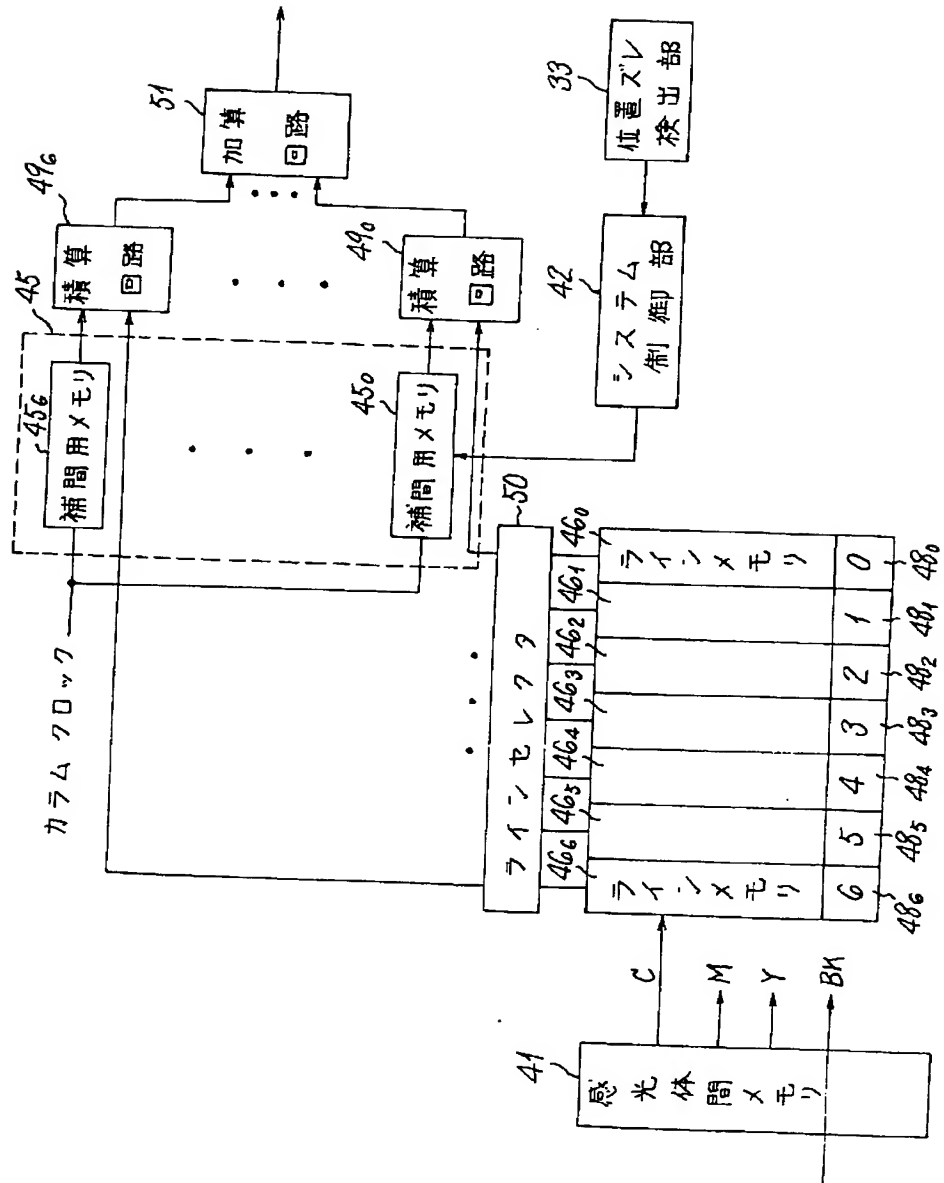 カラムクロック
45
45₆
補間用メモリ
45₀
補間用メモリ
49₆
積算
回路
49₀
積算
回路
51
加算
回路
33
位置ズレ
検出部
42
システム
制御部
50
ラインセレクタ
46₆
46₅
46₄
46₃
46₂
46₁
46₀
ラインメモリ
ラインメモリ
6
5
4
3
2
1
0
48₆
48₅
48₄
48₃
48₂
48₁
48₀
41
感光体間メモリ
C
M
Y
BK